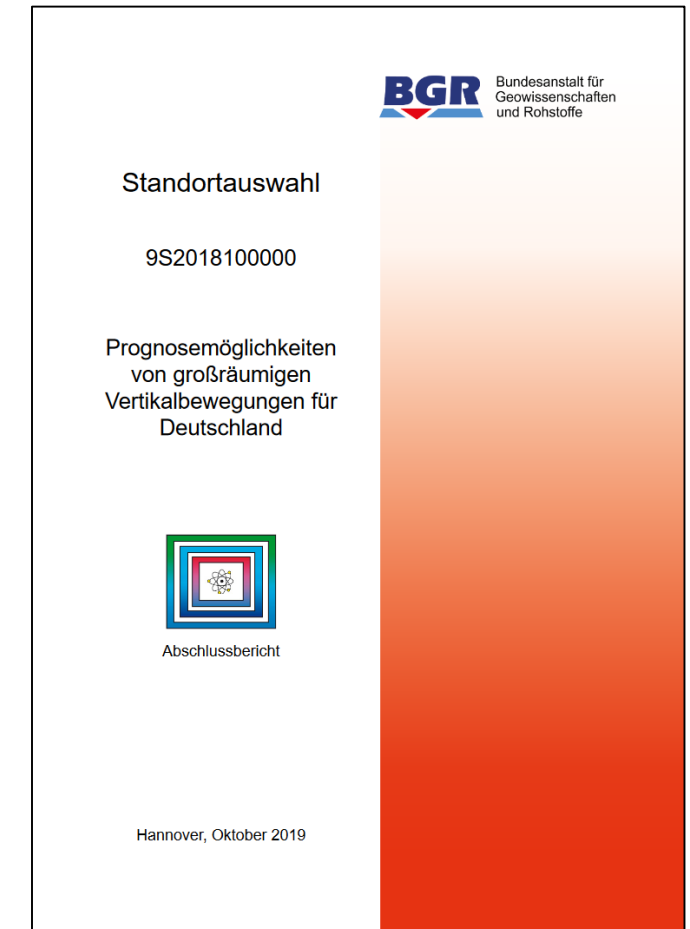 BGR
Bundesanstalt für
Geowissenschaften
und Rohstoffe
Standortauswahl
9S2018100000
Prognosemöglichkeiten
von großräumigen
Vertikalbewegungen für
Deutschland
Abschlussbericht
Hannover, Oktober 2019